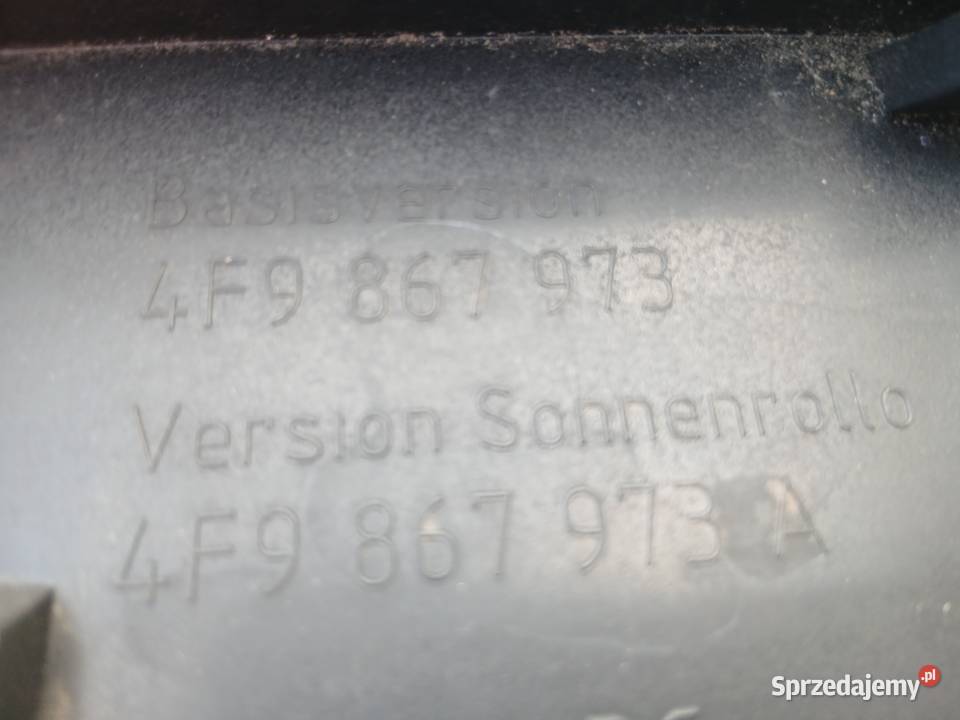 Basisversion
4F9 867 973
Version Sonnenrollo
4F9 867 973 A
Sprzedajemy.pl